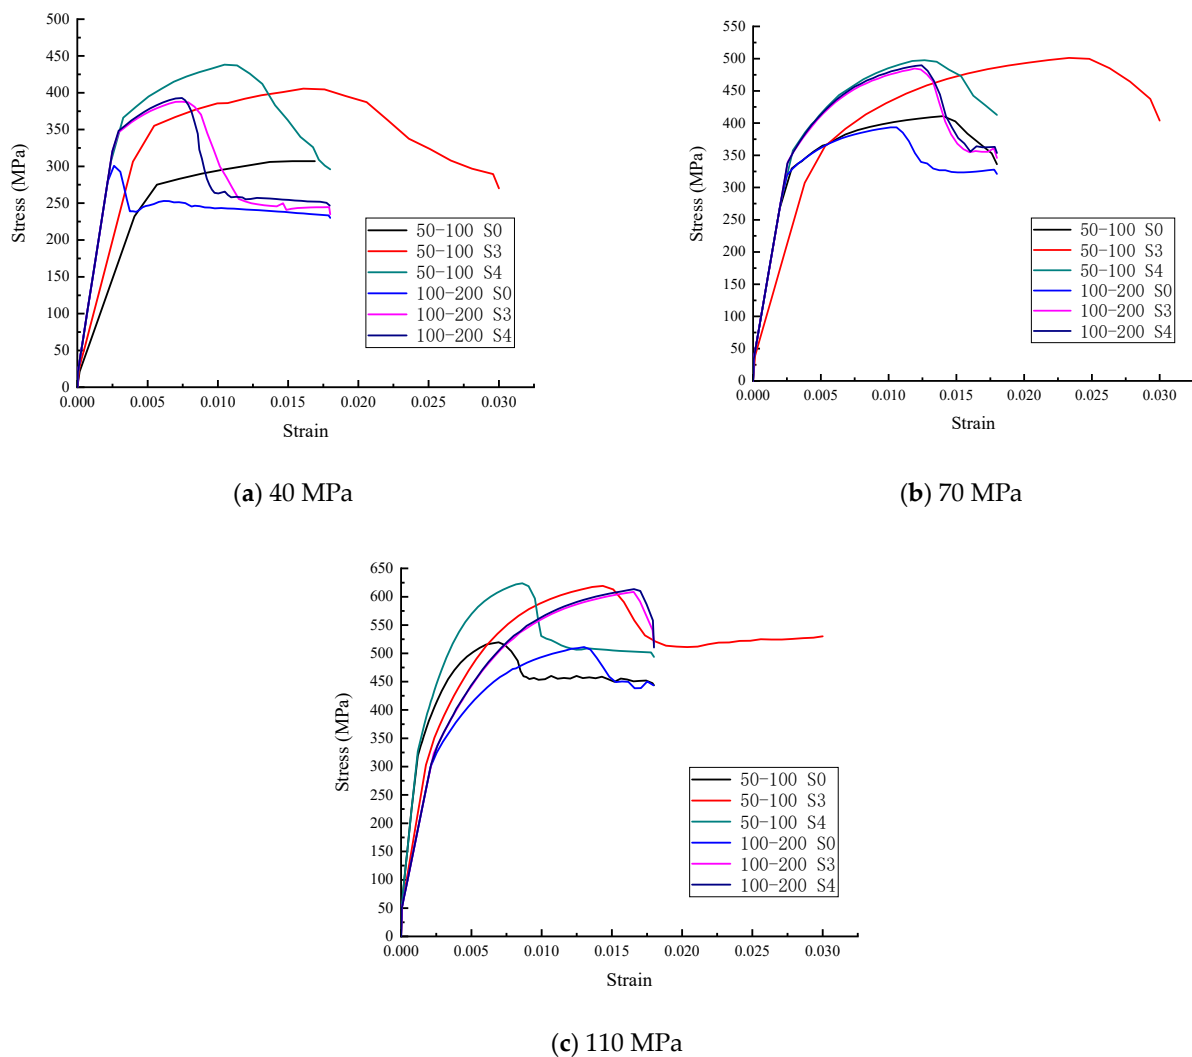 500
450
400
350
300
250
200
150
100
50
0
Stress (MPa)
0.000 0.005 0.010 0.015 0.020 0.025 0.030
Strain
50-100 S0
50-100 S3
50-100 S4
100-200 S0
100-200 S3
100-200 S4
(a) 40 MPa
550
500
450
400
350
300
250
200
150
100
50
0
Stress (MPa)
0.000 0.005 0.010 0.015 0.020 0.025 0.030
Strain
50-100 S0
50-100 S3
50-100 S4
100-200 S0
100-200 S3
100-200 S4
(b) 70 MPa
650
600
550
500
450
400
350
300
250
200
150
100
50
0
Stress (MPa)
0.000 0.005 0.010 0.015 0.020 0.025 0.030
Strain
50-100 S0
50-100 S3
50-100 S4
100-200 S0
100-200 S3
100-200 S4
(c) 110 MPa